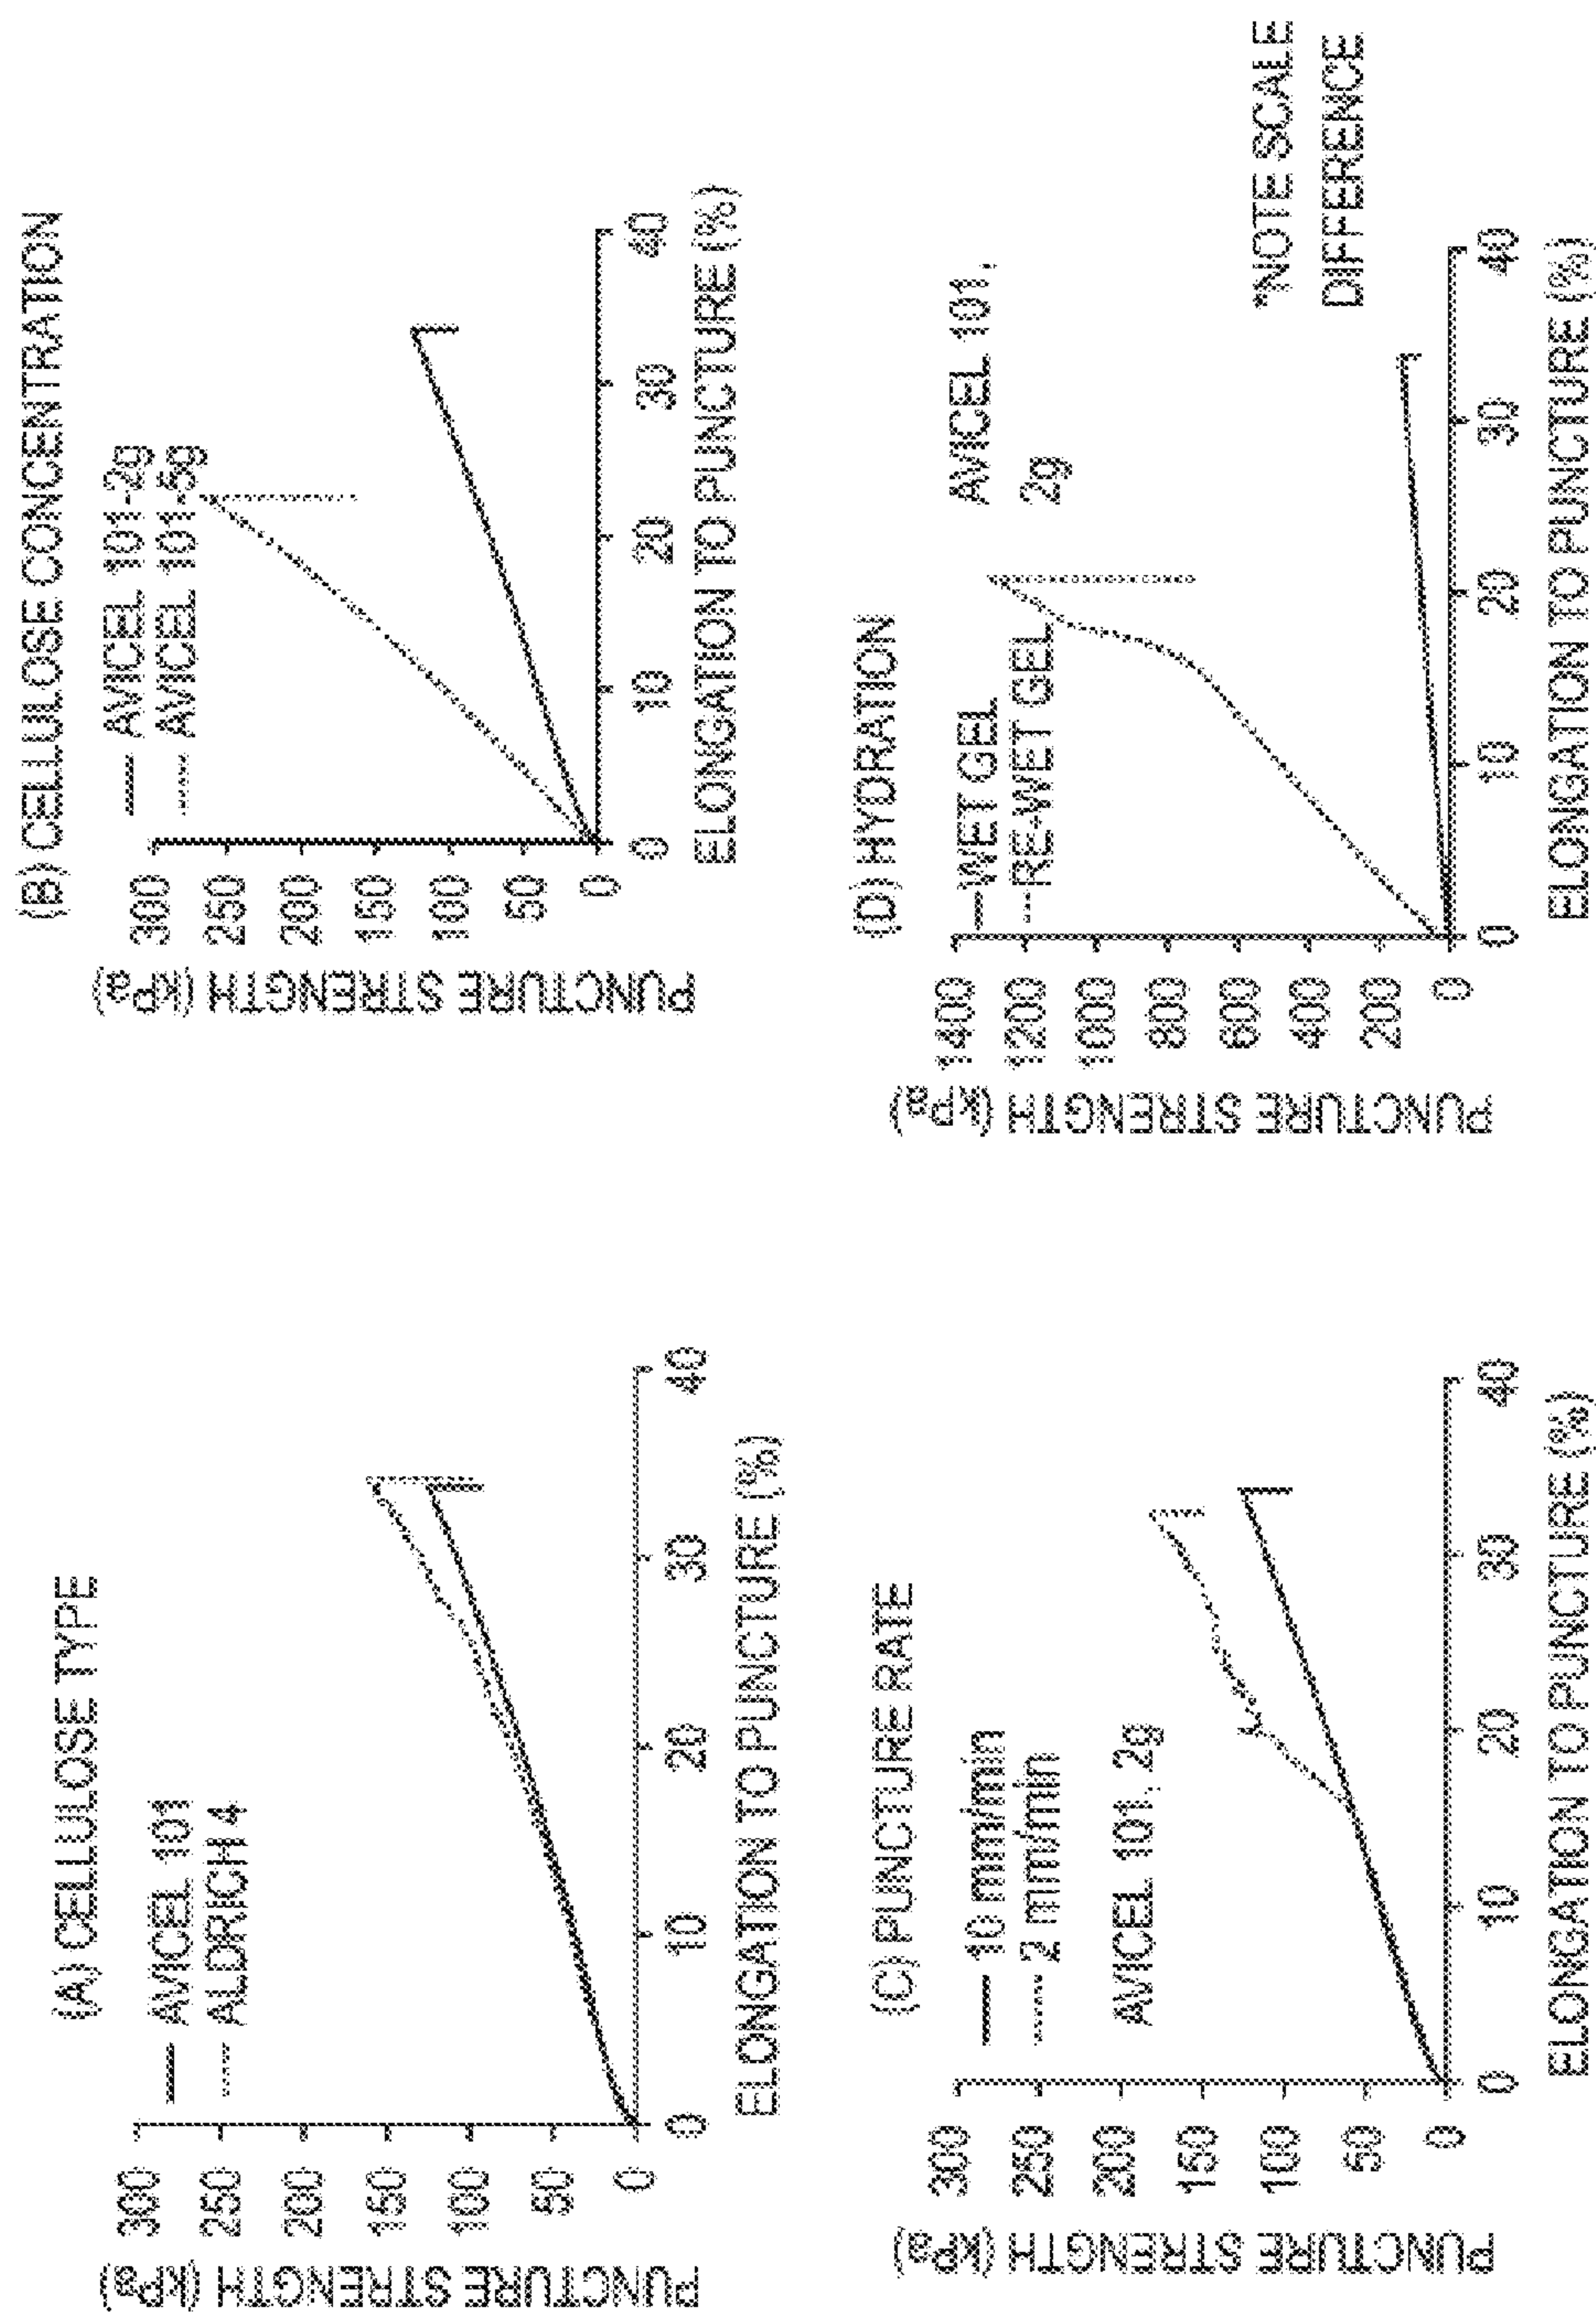 (A) CELLULOSE TYPE
AVICEL 101
ALDRICH 4
PUNCTURE STRENGTH (kPa)
300
250
200
150
100
50
0
0 10 20 30 40
ELONGATION TO PUNCTURE (%)
(B) CELLULOSE CONCENTRATION
AVICEL 101-2g
AVICEL 101-5g
PUNCTURE STRENGTH (kPa)
300
250
200
150
100
50
0
0 10 20 30 40
ELONGATION TO PUNCTURE (%)
(C) PUNCTURE RATE
10 mm/min
2 mm/min
AVICEL 101, 2g
PUNCTURE STRENGTH (kPa)
300
250
200
150
100
50
0
0 10 20 30 40
ELONGATION TO PUNCTURE (%)
(D) HYDRATION
WET GEL
RE-WET GEL
AVICEL 101,
2g
PUNCTURE STRENGTH (kPa)
1400
1200
1000
800
600
400
200
0
*NOTE SCALE
DIFFERENCE
0 10 20 30 40
ELONGATION TO PUNCTURE (%)